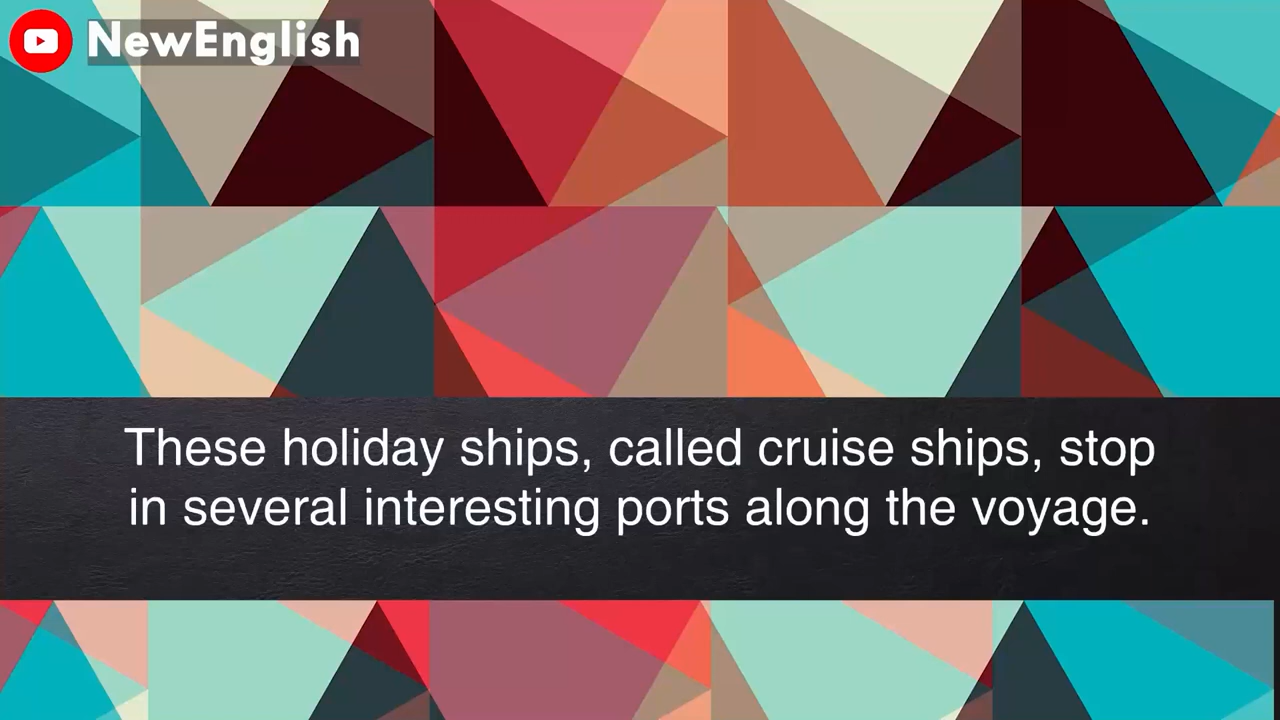 NewEnglish
These holiday ships, called cruise ships, stop
in several interesting ports along the voyage.